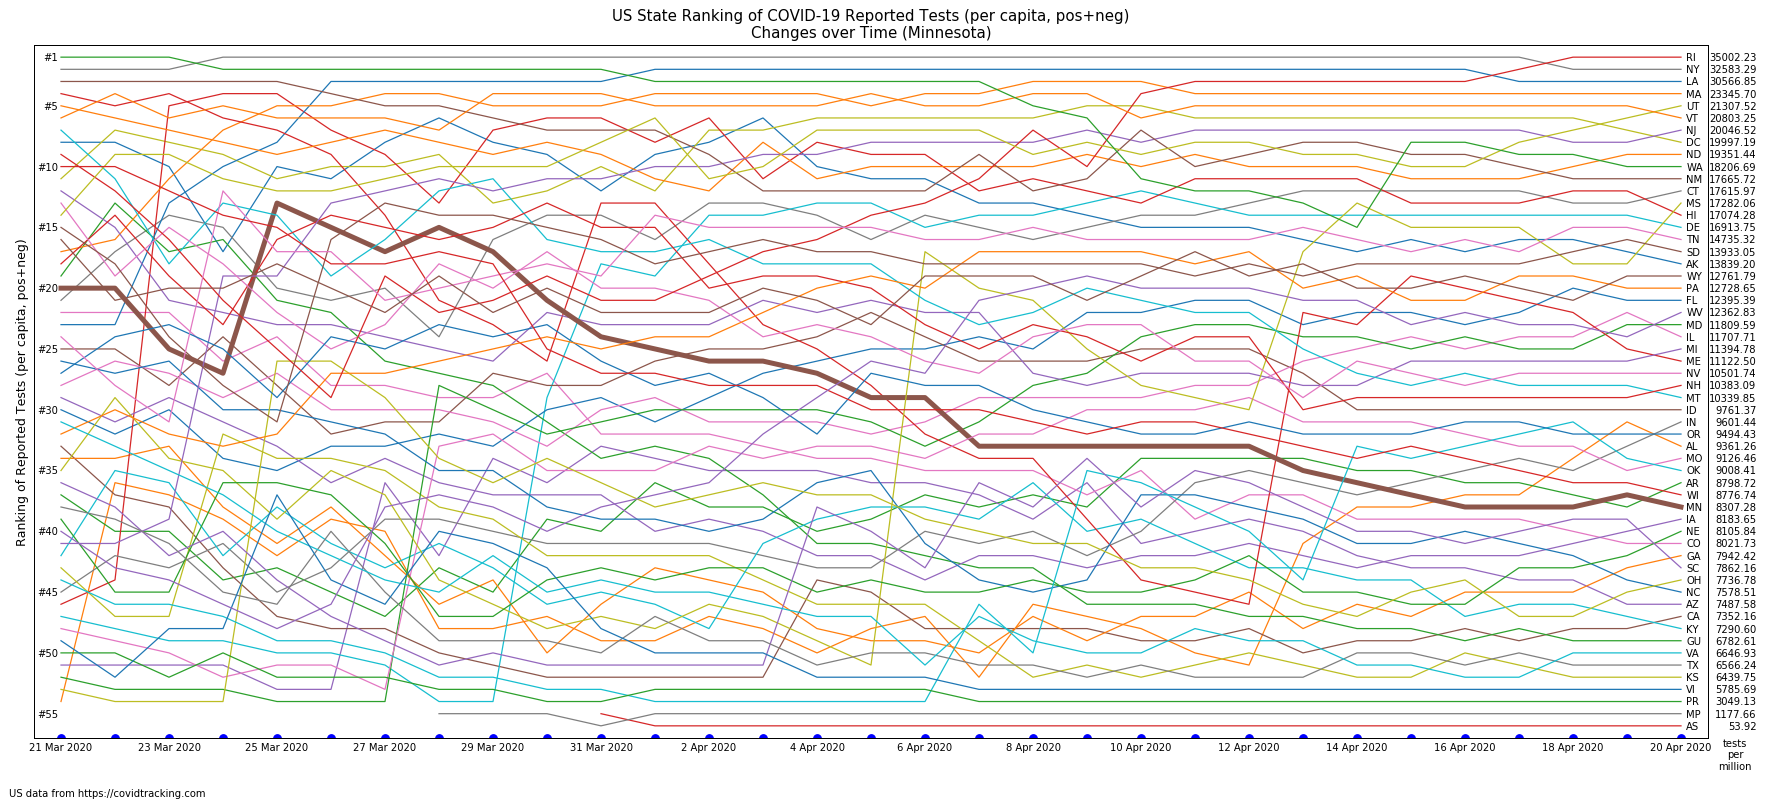 US State Ranking of COVID-19 Reported Tests (per capita, pos+neg)
Changes over Time (Minnesota)
Ranking of Reported Tests (per capita, pos+neg)
#1
#5
#10
#15
#20
#25
#30
#35
#40
#45
#50
#55
RI 35002.23
NY 32583.29
LA 30566.85
MA 23345.70
UT 21307.52
VT 20803.25
NJ 20046.52
DC 19997.19
ND 19351.44
WA 18206.69
NM 17665.72
CT 17615.97
MS 17282.06
HI 17074.28
DE 16913.75
TN 14735.32
SD 13933.05
AK 13839.20
WY 12761.79
PA 12728.65
FL 12395.39
WV 12362.83
MD 11809.59
IL 11707.71
MI 11394.78
ME 11122.50
NV 10501.74
NH 10383.09
MT 10339.85
ID 9761.37
IN 9601.44
OR 9494.43
AL 9361.26
MO 9126.46
OK 9008.41
AR 8798.72
WI 8776.74
MN 8307.28
IA 8183.65
NE 8105.84
CO 8021.73
GA 7942.42
SC 7862.16
OH 7736.78
NC 7578.51
AZ 7487.58
CA 7352.16
KY 7290.60
GU 6782.61
VA 6646.93
TX 6566.24
KS 6439.75
VI 5785.69
PR 3049.13
MP 1177.66
AS 53.92
21 Mar 2020 23 Mar 2020 25 Mar 2020 27 Mar 2020 29 Mar 2020 31 Mar 2020 2 Apr 2020 4 Apr 2020 6 Apr 2020 8 Apr 2020 10 Apr 2020 12 Apr 2020 14 Apr 2020 16 Apr 2020 18 Apr 2020 20 Apr 2020
tests
per
million
US data from https://covidtracking.com